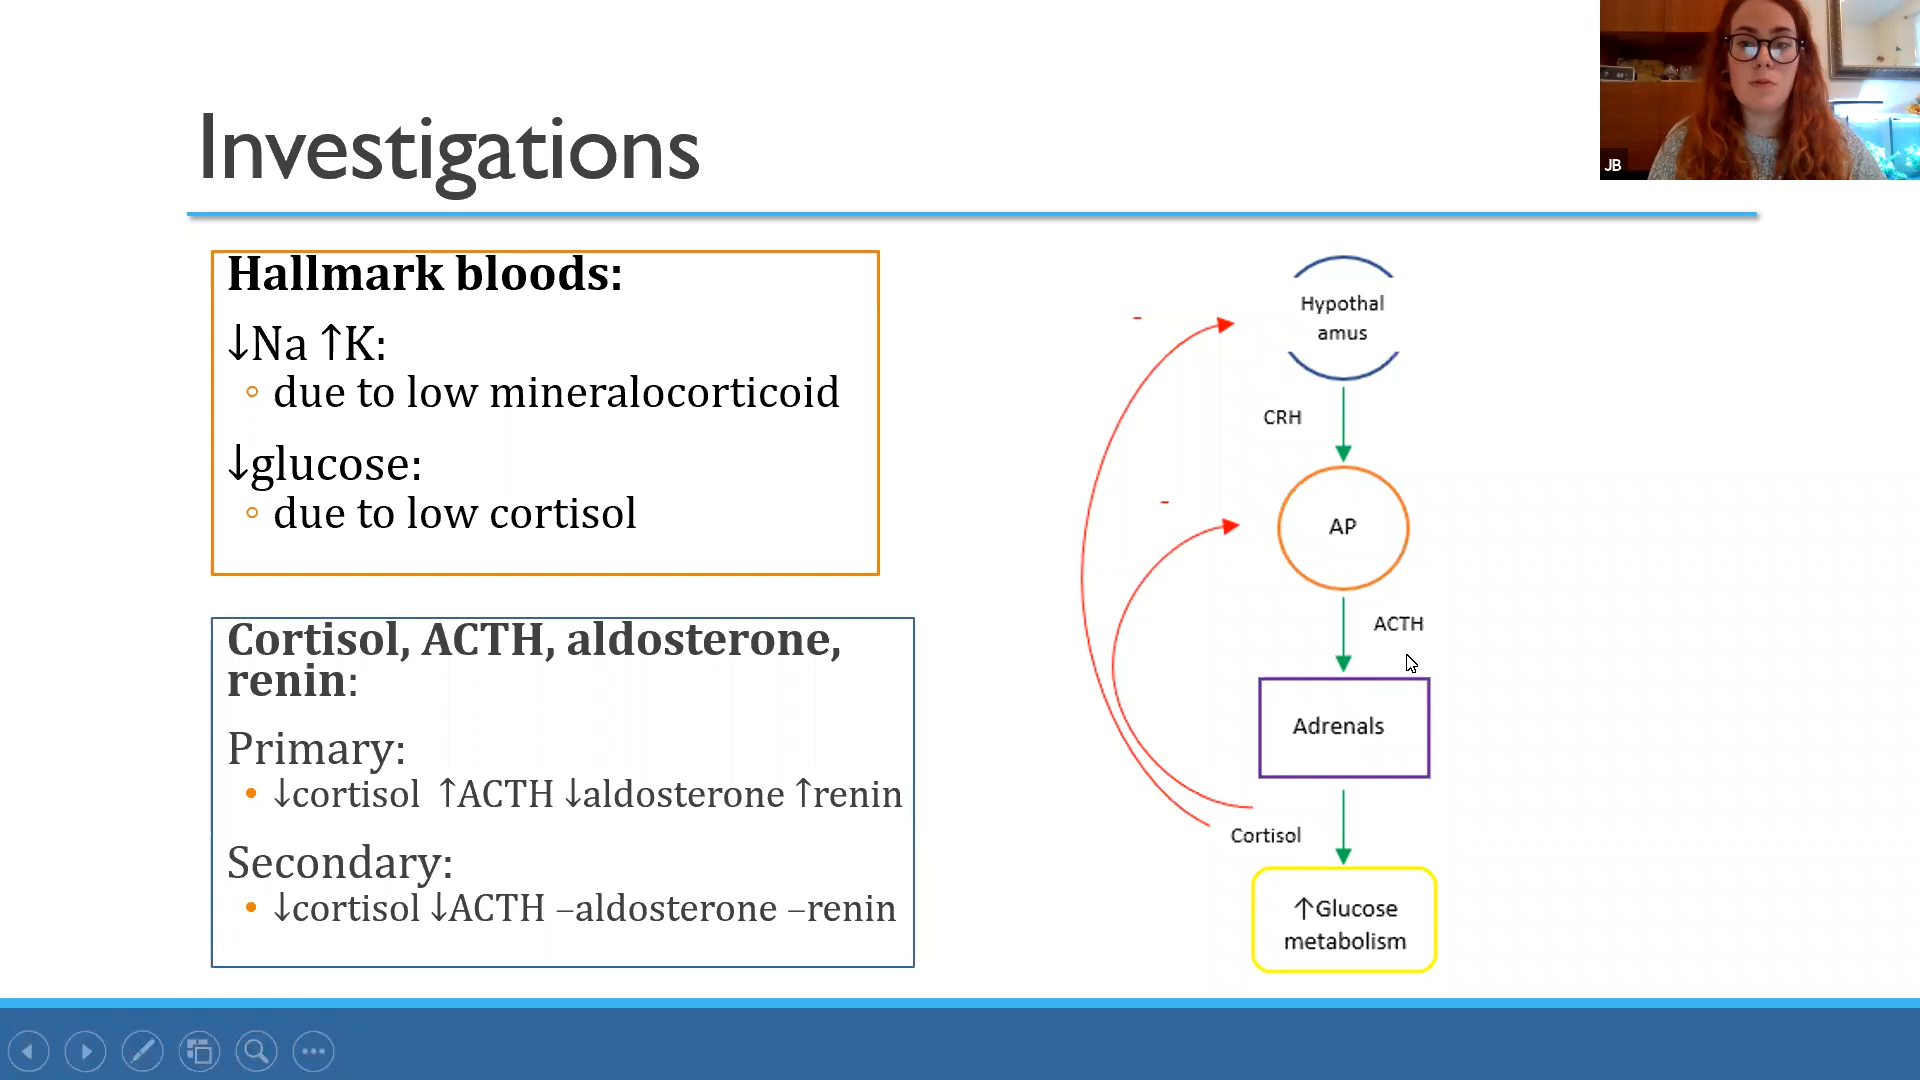 Investigations
JB
Hallmark bloods:
↓Na ↑K:
due to low mineralocorticoid
↓glucose:
due to low cortisol
Cortisol, ACTH, aldosterone,
renin:
Primary:
↓cortisol ↑ACTH ↓aldosterone ↑renin
Secondary:
↓cortisol ↓ACTH –aldosterone –renin
Hypothal
amus
-
CRH
-
AP
ACTH
Adrenals
Cortisol
↑Glucose
metabolism